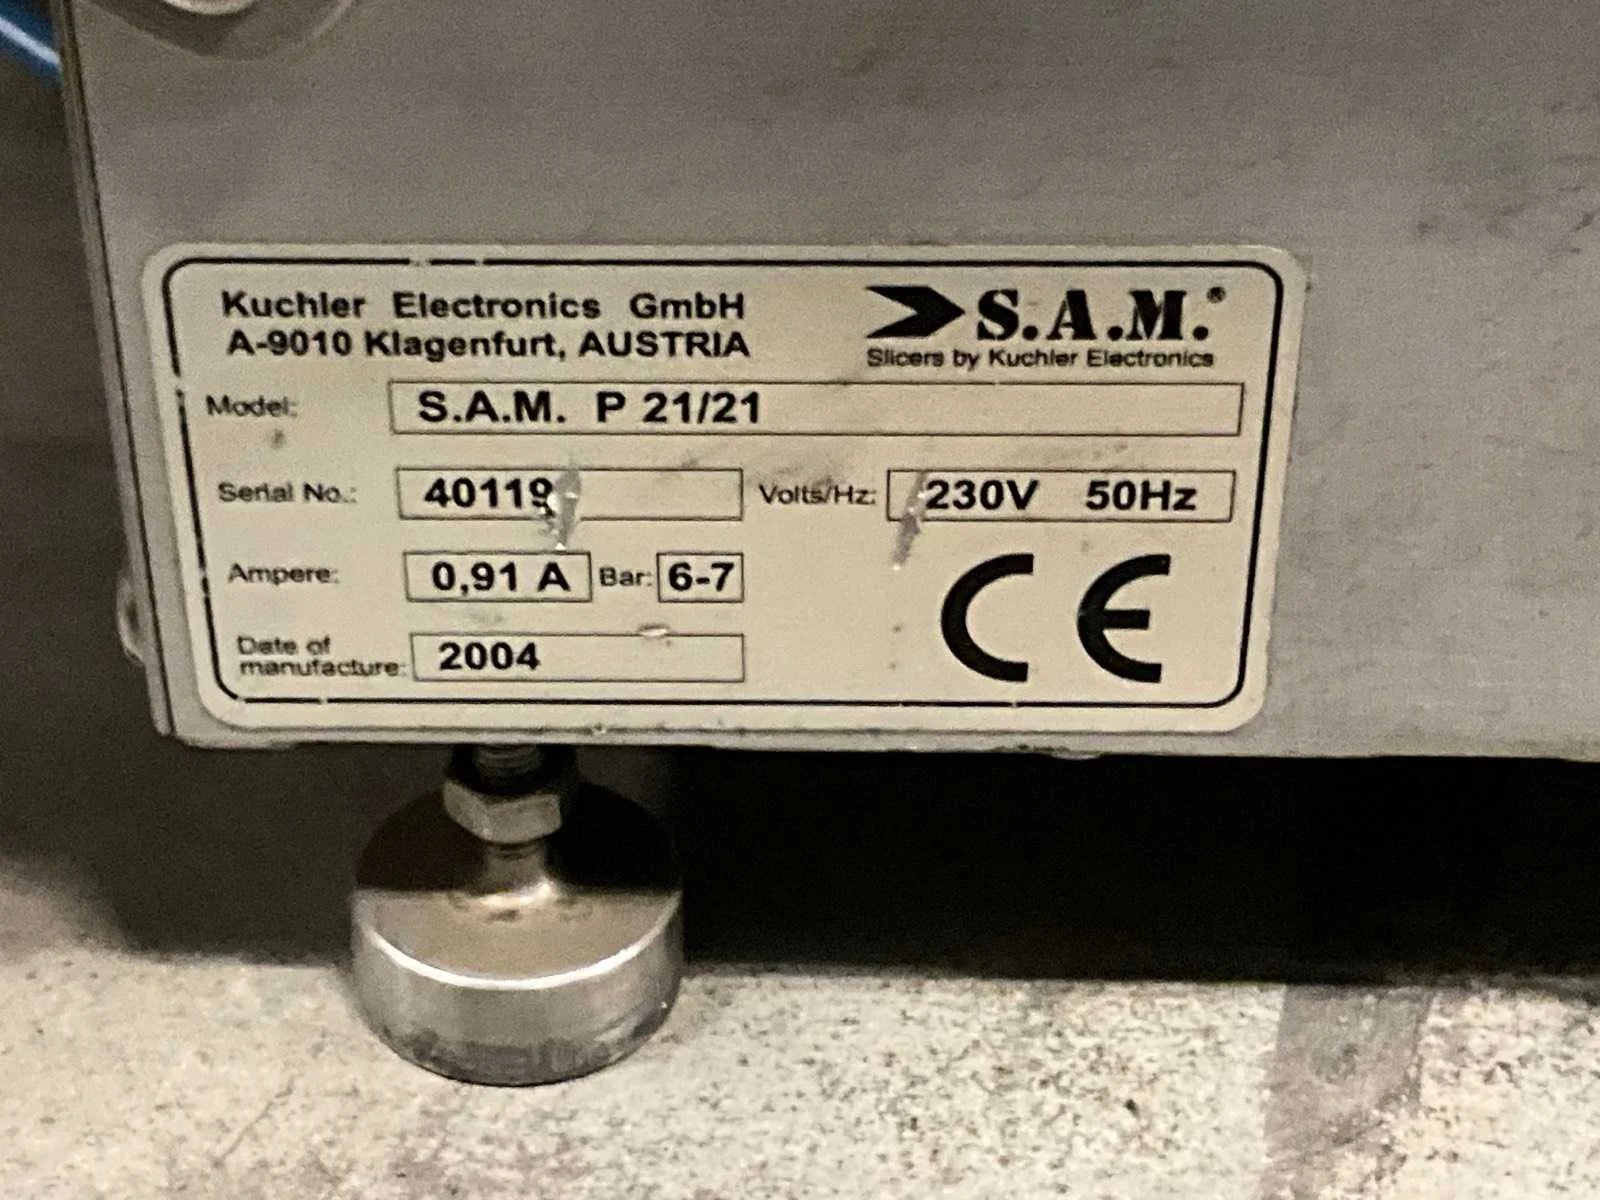 Kuchler Electronics GmbH
A-9010 Klagenfurt, AUSTRIA
S.A.M.®
Slicers by Kuchler Electronics
Model: S.A.M. P 21/21
Serial No.: 40119 Volts/Hz: 230V 50Hz
Ampere: 0,91 A Bar: 6-7
Date of
manufacture: 2004
CE